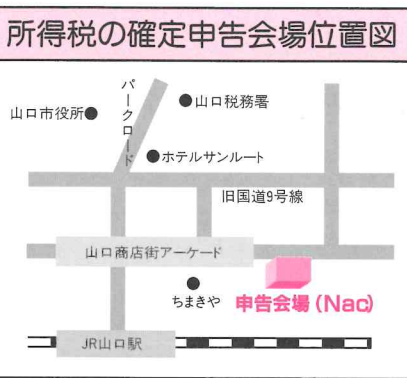 所得税の確定申告会場位置図
パークロード
山口税務署
山口市役所
ホテルサンルート
旧国道9号線
山口商店街アーケード
ちまきや
申告会場(Nac)
JR山口駅